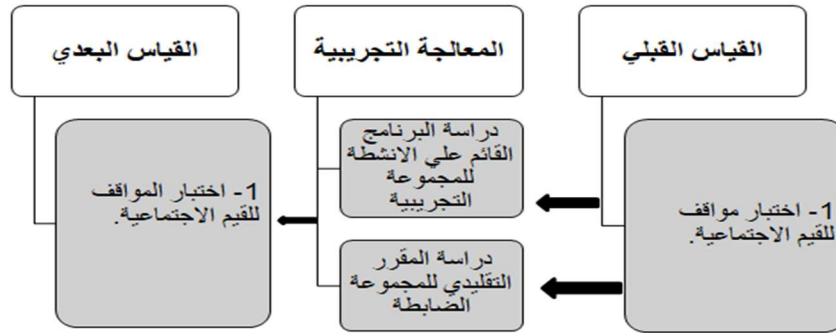 القياس القبلي
المعالجة التجريبية
القياس البعدي
1- اختبار مواقف
للقيم الاجتماعية.
دراسة البرنامج
القائم علي الانشطة
للمجموعة
التجريبية
دراسة المقرر
التقليدي للمجموعة
الضابطة
1- اختبار المواقف
للقيم الاجتماعية.